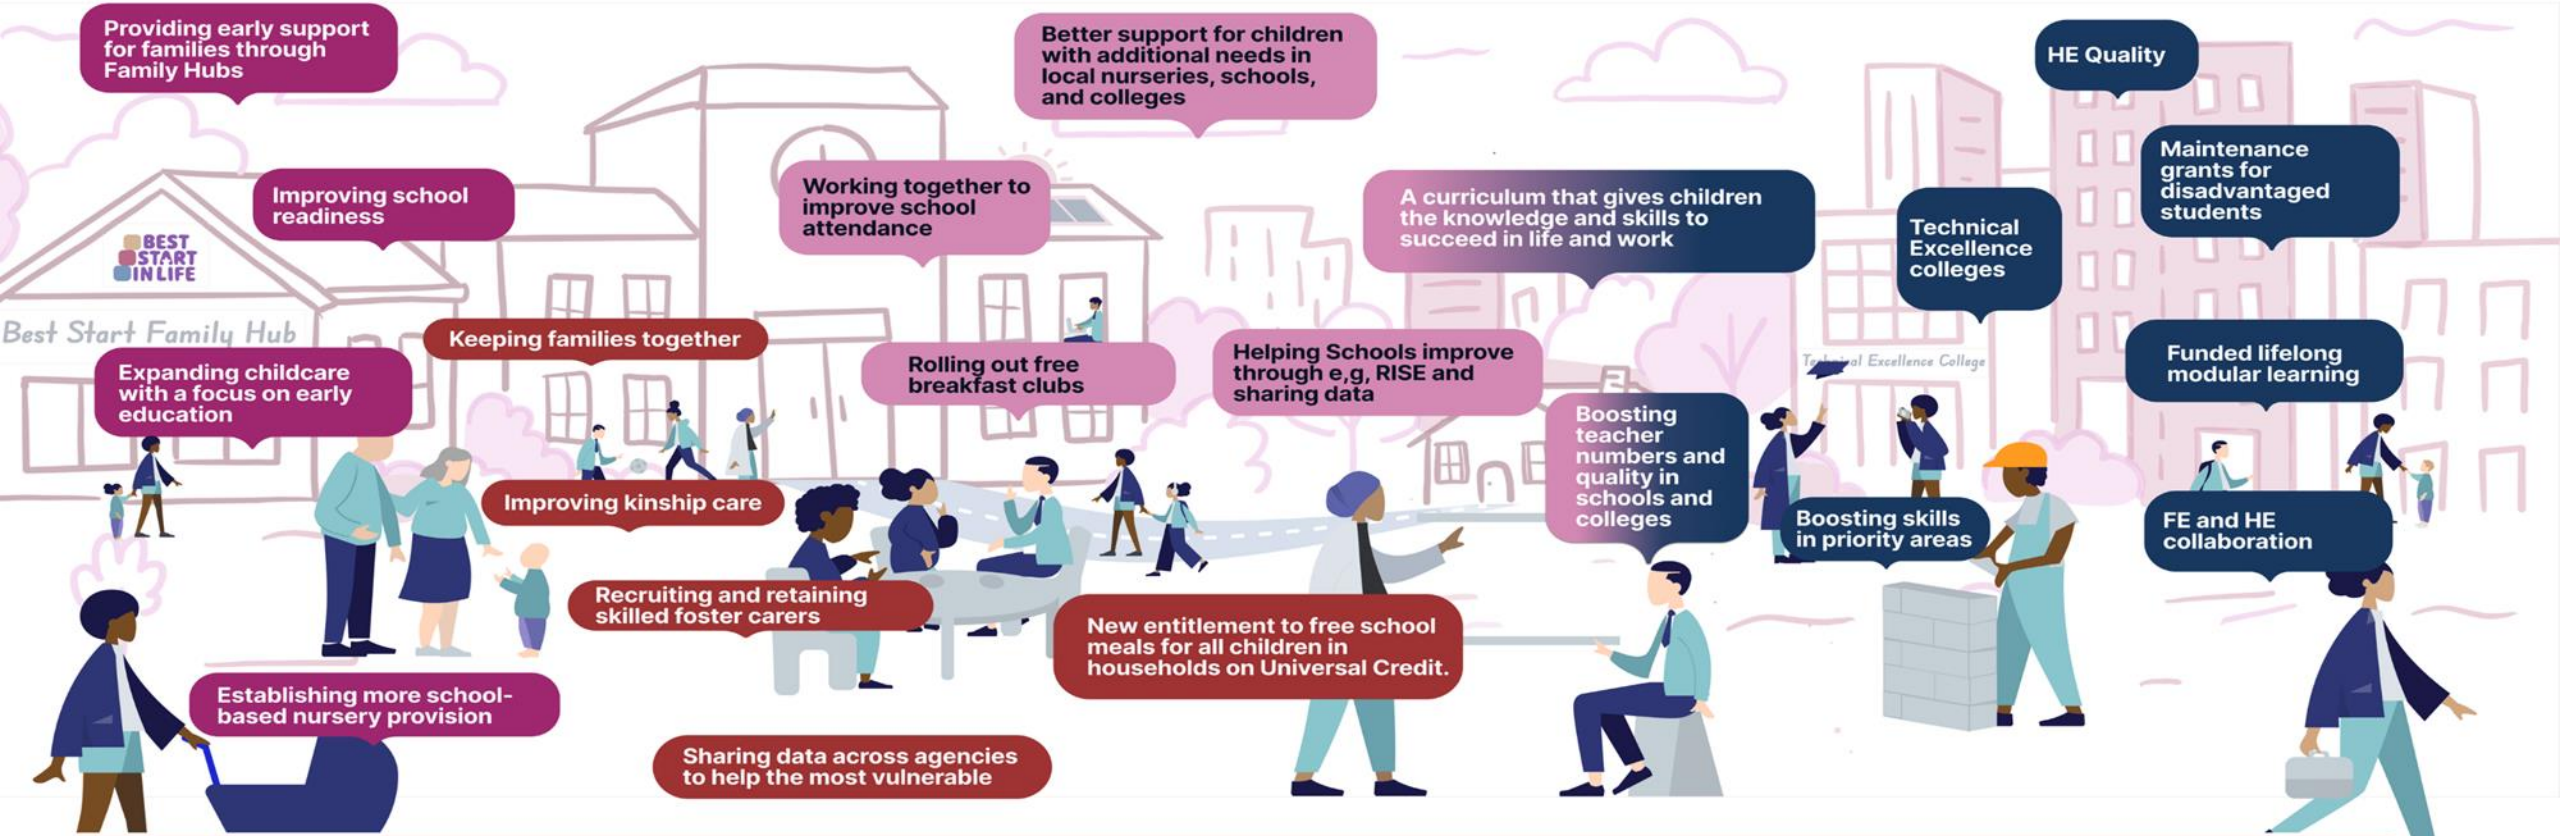 Providing early support
for families through
Family Hubs
Better support for children
with additional needs in
local nurseries, schools,
and colleges
HE Quality
Maintenance
grants for
disadvantaged
students
Improving school
readiness
Working together to
improve school
attendance
A curriculum that gives children
the knowledge and skills to
succeed in life and work
Technical
Excellence
colleges
BEST
START
IN LIFE
Best Start Family Hub
Keeping families together
Expanding childcare
with a focus on early
education
Rolling out free
breakfast clubs
Helping Schools improve
through e,g, RISE and
sharing data
al Excellence College
Funded lifelong
modular learning
Boosting
teacher
numbers and
quality in
schools and
colleges
Improving kinship care
Boosting skills
in priority areas
FE and HE
collaboration
Recruiting and retaining
skilled foster carers
New entitlement to free school
meals for all children in
households on Universal Credit.
Establishing more school-
based nursery provision
Sharing data across agencies
to help the most vulnerable